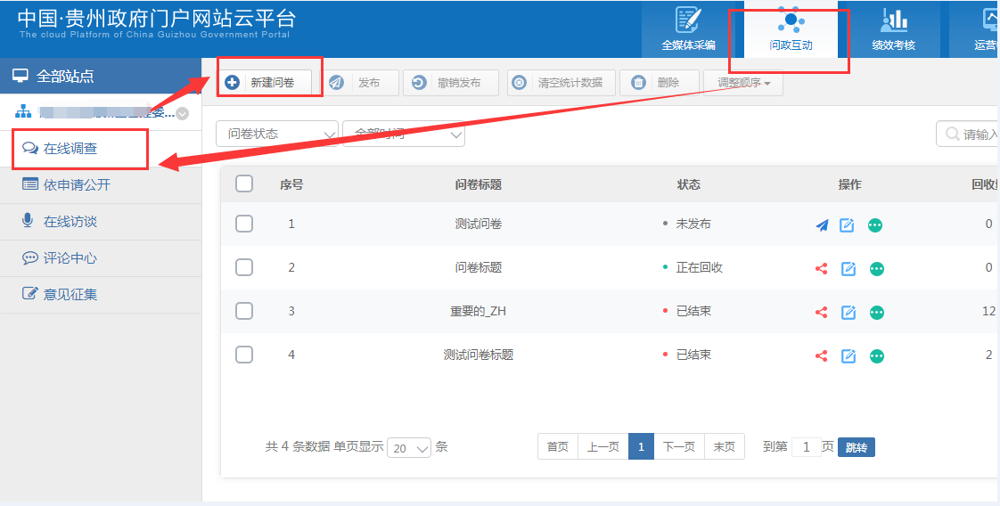 中国·贵州政府门户网站云平台
The cloud Platform of China Guizhou Government Portal
全媒体采编
问政互动
绩效考核
全部站点
新建问卷
发布
撤销发布
清空统计数据
删除
调整顺序
在线调查
依申请公开
在线访谈
评论中心
意见征集
问卷状态
全部时间
请输入
序号 问卷标题 状态 操作
1 测试问卷 未发布 0
2 问卷标题 正在回收 0
3 重要的_ZH 已结束 12
4 测试问卷标题 已结束 2
共 4 条数据 单页显示 20 条 首页 上一页 1 下一页 末页 到第 1 页 跳转